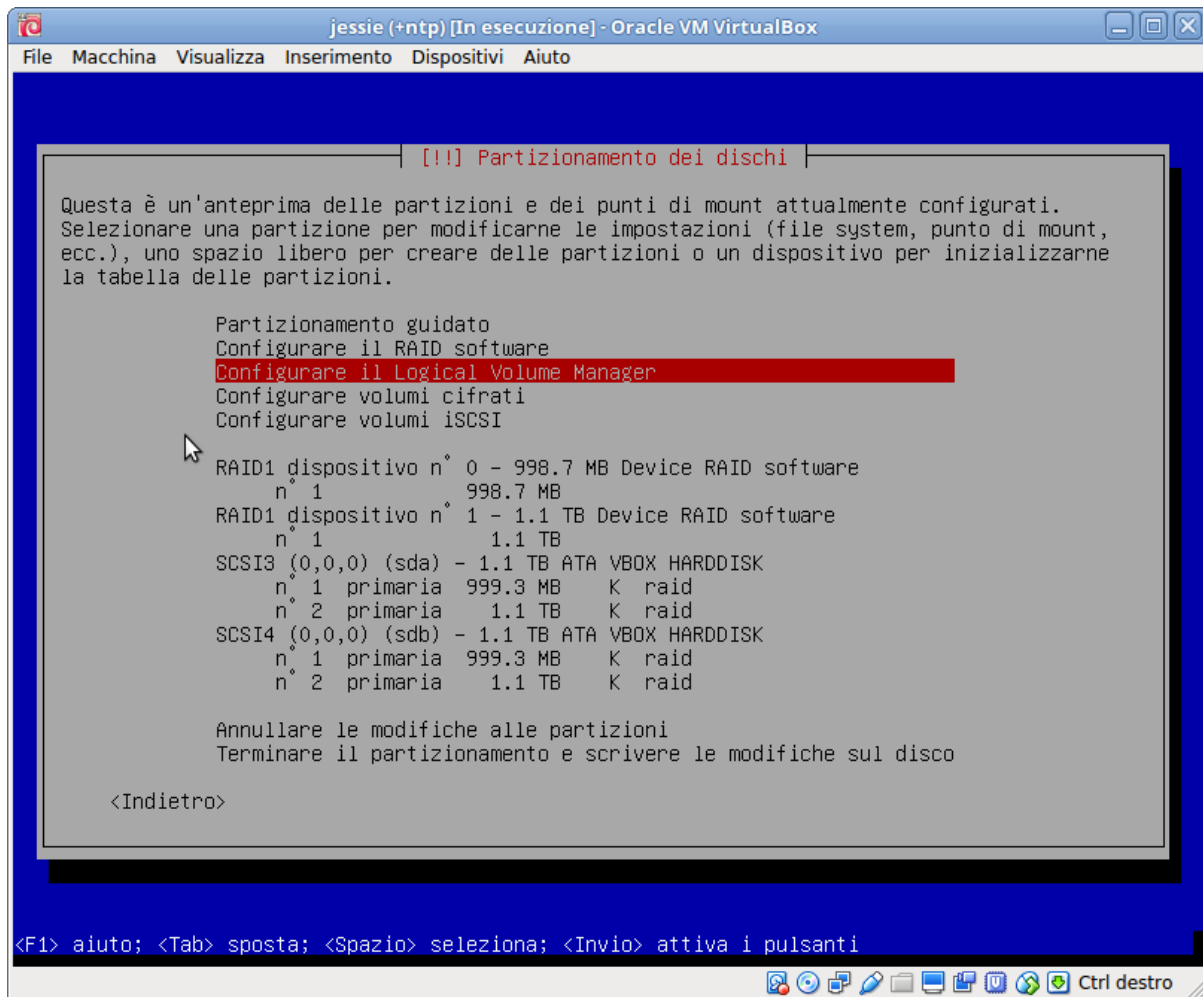 jessie (+ntp) [In esecuzione] - Oracle VM VirtualBox
File Macchina Visualizza Inserimento Dispositivi Aiuto
[!!] Partizionamento dei dischi
Questa è un'anteprima delle partizioni e dei punti di mount attualmente configurati.
Selezionare una partizione per modificarne le impostazioni (file system, punto di mount,
ecc.), uno spazio libero per creare delle partizioni o un dispositivo per inizializzarne
la tabella delle partizioni.
Partizionamento guidato
Configurare il RAID software
Configurare il Logical Volume Manager
Configurare volumi cifrati
Configurare volumi iSCSI
RAID1 dispositivo n° 0 - 998.7 MB Device RAID software
n° 1 998.7 MB
RAID1 dispositivo n° 1 - 1.1 TB Device RAID software
n° 1 1.1 TB
SCSI3 (0,0,0) (sda) - 1.1 TB ATA VBOX HARDDISK
n° 1 primaria 999.3 MB K raid
n° 2 primaria 1.1 TB K raid
SCSI4 (0,0,0) (sdb) - 1.1 TB ATA VBOX HARDDISK
n° 1 primaria 999.3 MB K raid
n° 2 primaria 1.1 TB K raid
Annullare le modifiche alle partizioni
Terminare il partizionamento e scrivere le modifiche sul disco
<Indietro>
<F1> aiuto; <Tab> sposta; <Spazio> seleziona; <Invio> attiva i pulsanti
Ctrl destro